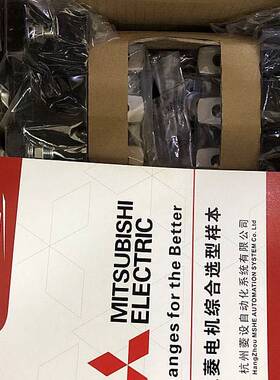 MITSUBISHI
ELECTRIC
anges for the Better
菱电机综合选型样本
杭州菱设自动化系统有限公司
HangZhou MSHE AUTOMATION SYSTEM Co. Ltd